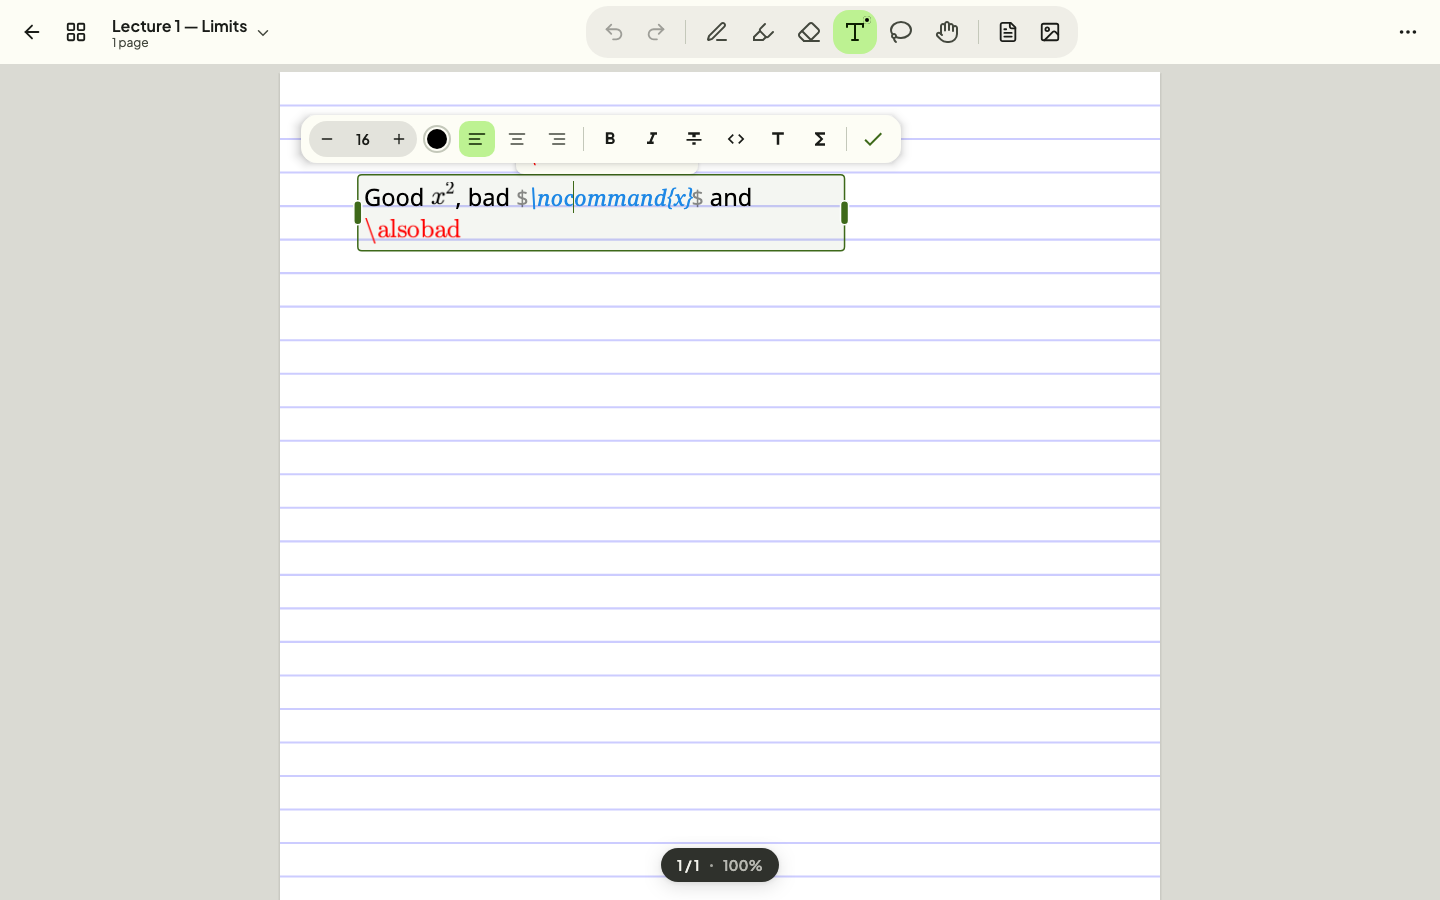 Lecture 1 — Limits
1 page
16
B I T Σ
Good x², bad $\nocommand{x}$ and
\alsobad
1 / 1 · 100%